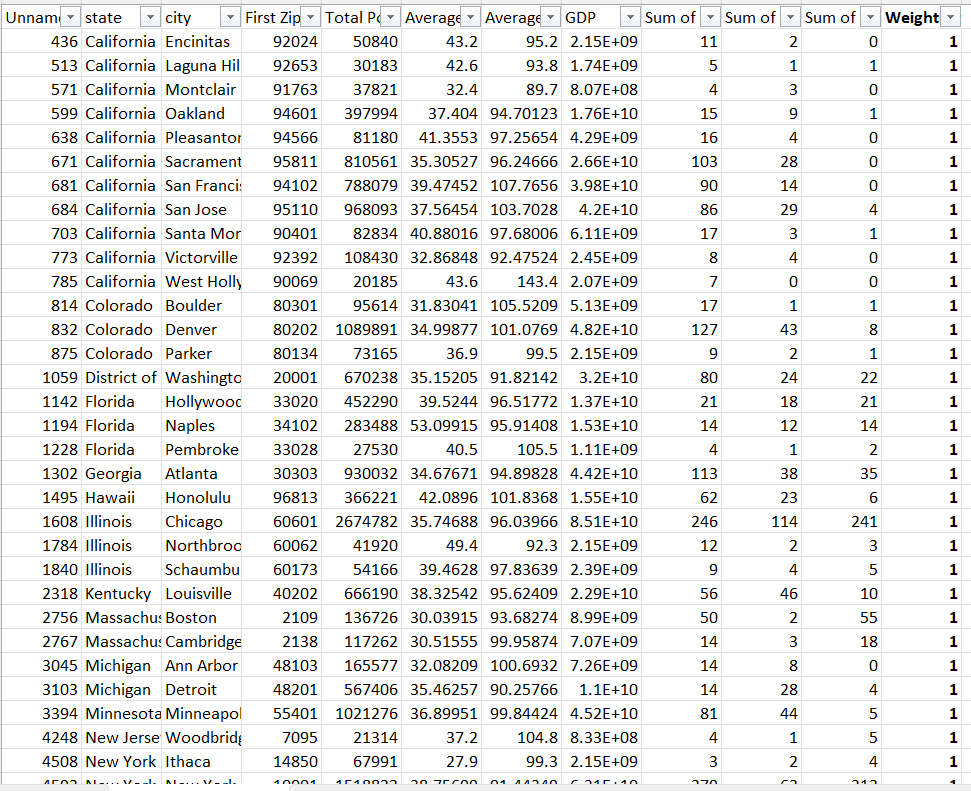 Unnam state city First Zip Total Po Average Average GDP Sum of Sum of Sum of Weight
436 California Encinitas 92024 50840 43.2 95.2 2.15E+09 11 2 0 1
513 California Laguna Hil 92653 30183 42.6 93.8 1.74E+09 5 1 1 1
571 California Montclair 91763 37821 32.4 89.7 8.07E+08 4 3 0 1
599 California Oakland 94601 397994 37.404 94.70123 1.76E+10 15 9 1 1
638 California Pleasanton 94566 81180 41.3553 97.25654 4.29E+09 16 4 0 1
671 California Sacrament 95811 810561 35.30527 96.24666 2.66E+10 103 28 0 1
681 California San Francis 94102 788079 39.47452 107.7656 3.98E+10 90 14 0 1
684 California San Jose 95110 968093 37.56454 103.7028 4.2E+10 86 29 4 1
703 California Santa Mor 90401 82834 40.88016 97.68006 6.11E+09 17 3 1 1
773 California Victorville 92392 108430 32.86848 92.47524 2.45E+09 8 4 0 1
785 California West Holly 90069 20185 43.6 143.4 2.07E+09 7 0 0 1
814 Colorado Boulder 80301 95614 31.83041 105.5209 5.13E+09 17 1 1 1
832 Colorado Denver 80202 1089891 34.99877 101.0769 4.82E+10 127 43 8 1
875 Colorado Parker 80134 73165 36.9 99.5 2.15E+09 9 2 1 1
1059 District of Washingto 20001 670238 35.15205 91.82142 3.2E+10 80 24 22 1
1142 Florida Hollywood 33020 452290 39.5244 96.51772 1.37E+10 21 18 21 1
1194 Florida Naples 34102 283488 53.09915 95.91408 1.53E+10 14 12 14 1
1228 Florida Pembroke 33028 27530 40.5 105.5 1.11E+09 4 1 2 1
1302 Georgia Atlanta 30303 930032 34.67671 94.89828 4.42E+10 113 38 35 1
1495 Hawaii Honolulu 96813 366221 42.0896 101.8368 1.55E+10 62 23 6 1
1608 Illinois Chicago 60601 2674782 35.74688 96.03966 8.51E+10 246 114 241 1
1784 Illinois Northbroo 60062 41920 49.4 92.3 2.15E+09 12 2 3 1
1840 Illinois Schaumbu 60173 54166 39.4628 97.83639 2.39E+09 9 4 5 1
2318 Kentucky Louisville 40202 666190 38.32542 95.62409 2.29E+10 56 46 10 1
2756 Massachus Boston 2109 136726 30.03915 93.68274 8.99E+09 50 2 55 1
2767 Massachus Cambridge 2138 117262 30.51555 99.95874 7.07E+09 14 3 18 1
3045 Michigan Ann Arbor 48103 165577 32.08209 100.6932 7.26E+09 14 8 0 1
3103 Michigan Detroit 48201 567406 35.46257 90.25766 1.1E+10 14 28 4 1
3394 Minnesota Minneapol 55401 1021276 36.89951 99.84424 4.52E+10 81 44 5 1
4248 New Jerse Woodbridg 7095 21314 37.2 104.8 8.33E+08 4 1 5 1
4508 New York Ithaca 14850 67991 27.9 99.3 2.15E+09 3 2 4 1